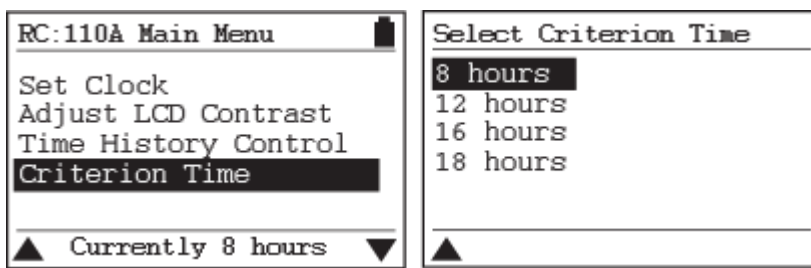 RC:110A Main Menu
Set Clock
Adjust LCD Contrast
Time History Control
Criterion Time
Currently 8 hours
Select Criterion Time
8 hours
12 hours
16 hours
18 hours